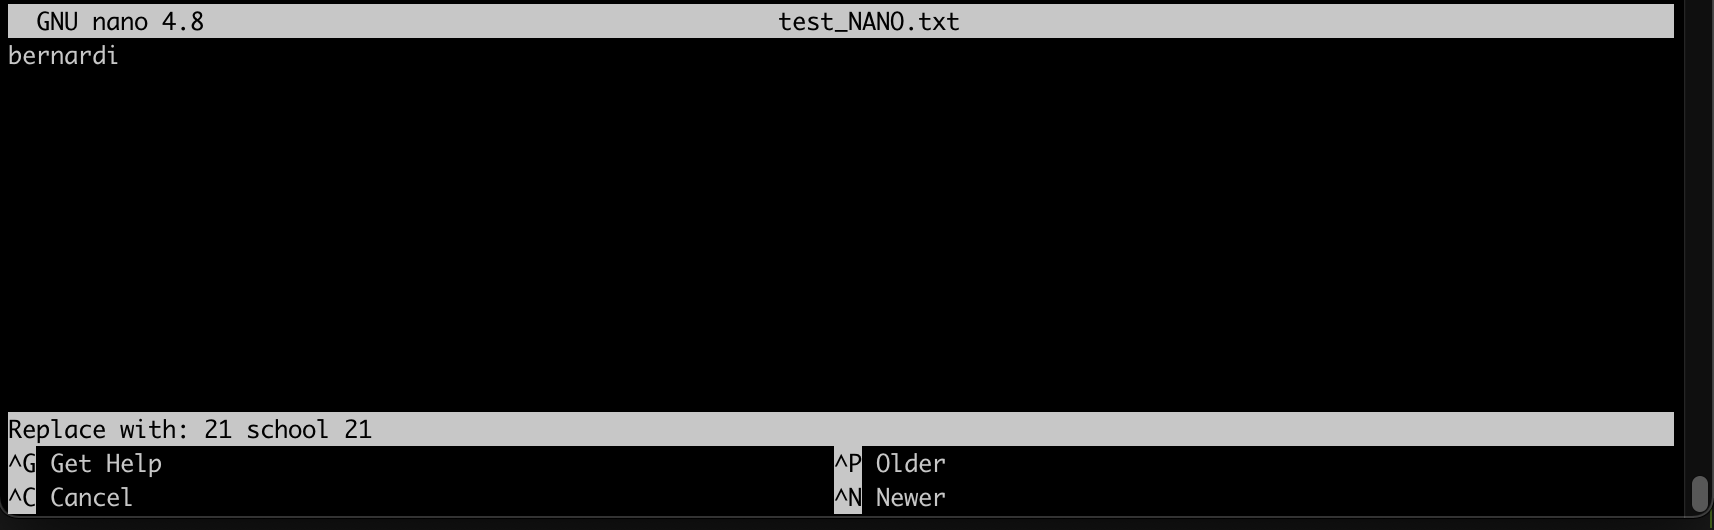 GNU nano 4.8 test_NANO.txt
bernardi
Replace with: 21 school 21
^G Get Help ^P Older
^C Cancel ^N Newer